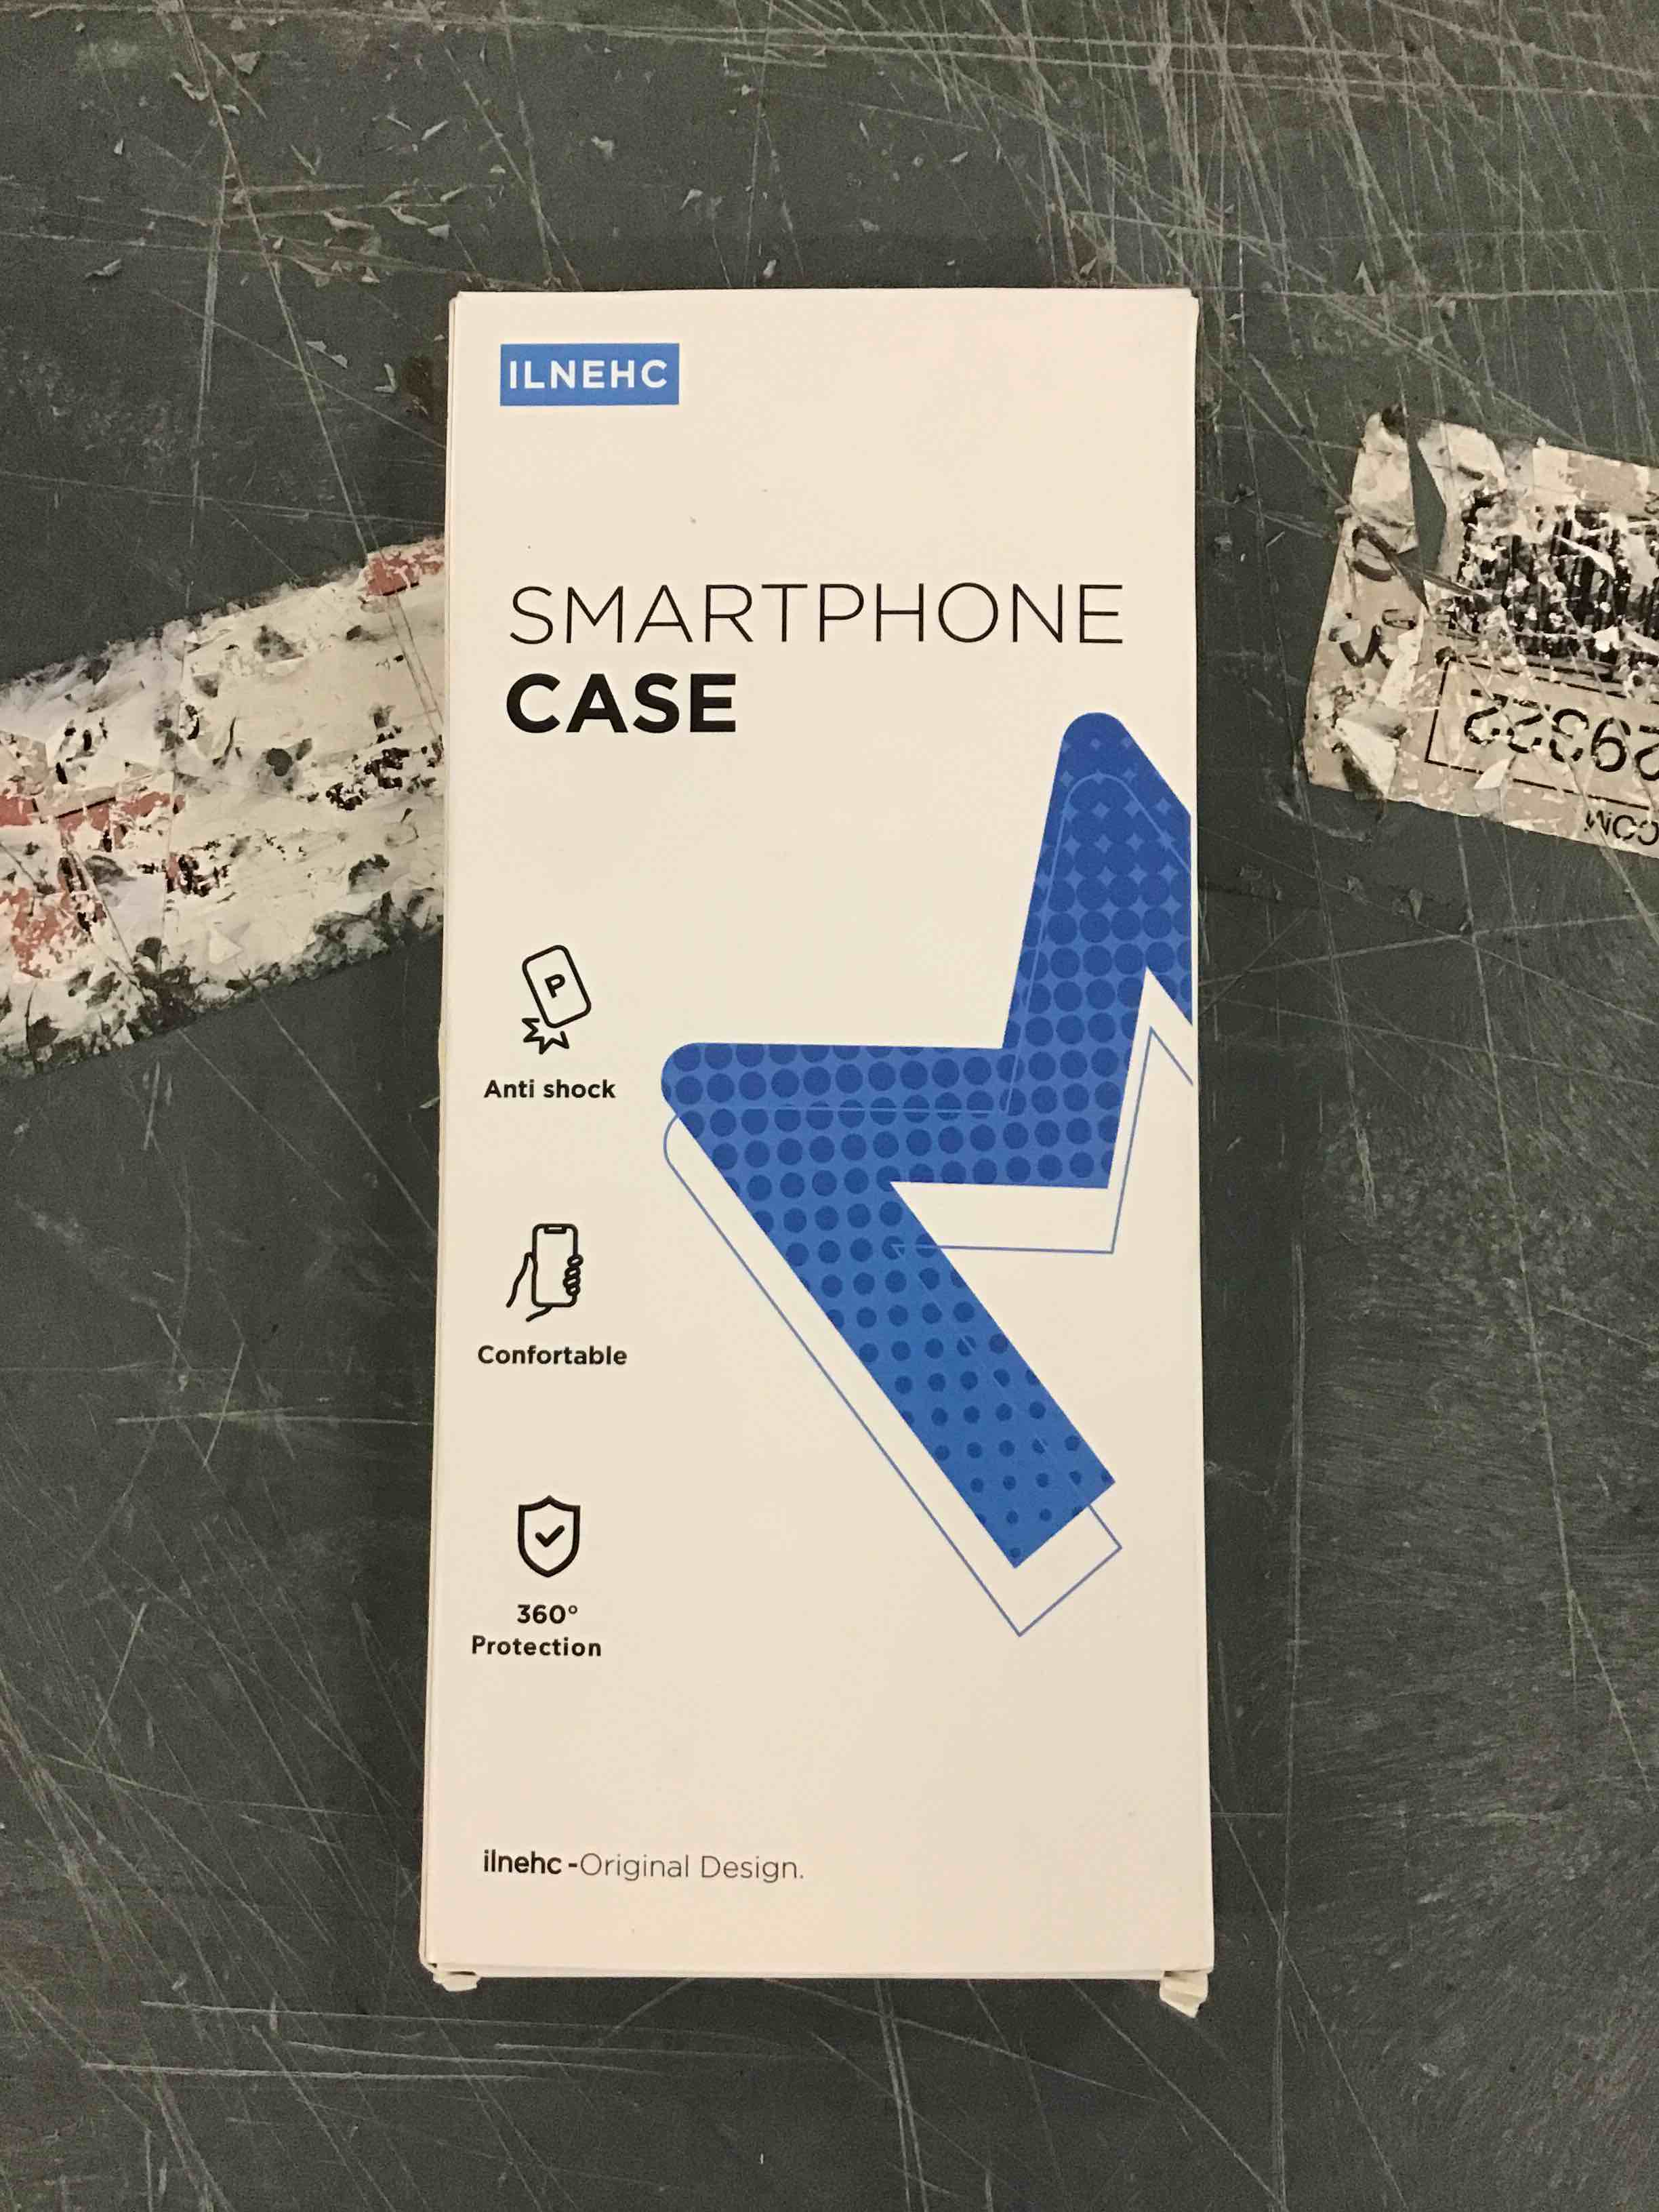 ILNEHC
SMARTPHONE
CASE
P
Anti shock
Confortable
360°
Protection
ilnehc -Original Design.